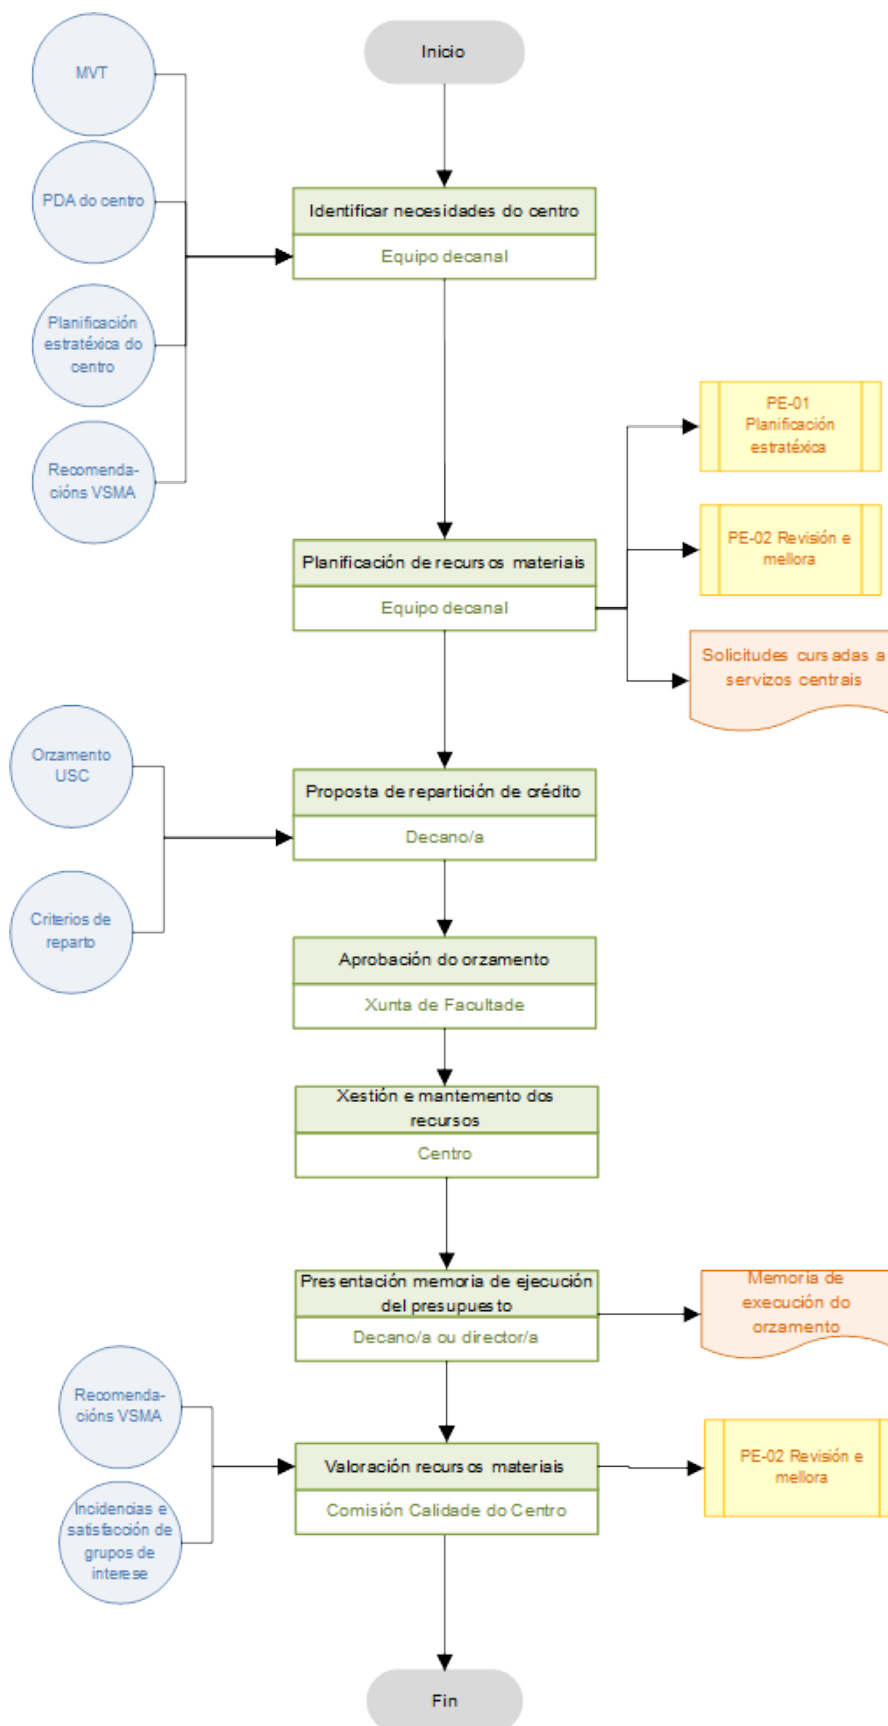 Inicio
MVT
PDA do centro
Planificación
estratéxica do
centro
Recomenda-
cións VSMA
Identificar necesidades do centro
Equipo decanal
PE-01
Planificación
estratéxica
PE-02 Revisión e
mellora
Solicitudes cursadas a
servizos centrais
Planificación de recursos materiais
Equipo decanal
Orzamento
USC
Criterios de
reparto
Proposta de repartición de crédito
Decano/a
Aprobación do orzamento
Xunta de Facultade
Xestión e mantemento dos
recursos
Centro
Presentación memoria de ejecución
del presupuesto
Decano/a ou director/a
Memoria de
execución do
orzamento
Recomenda-
cións VSMA
Incidencias e
satisfacción de
grupos de
interese
Valoración recursos materiais
Comisión Calidade do Centro
PE-02 Revisión e
mellora
Fin